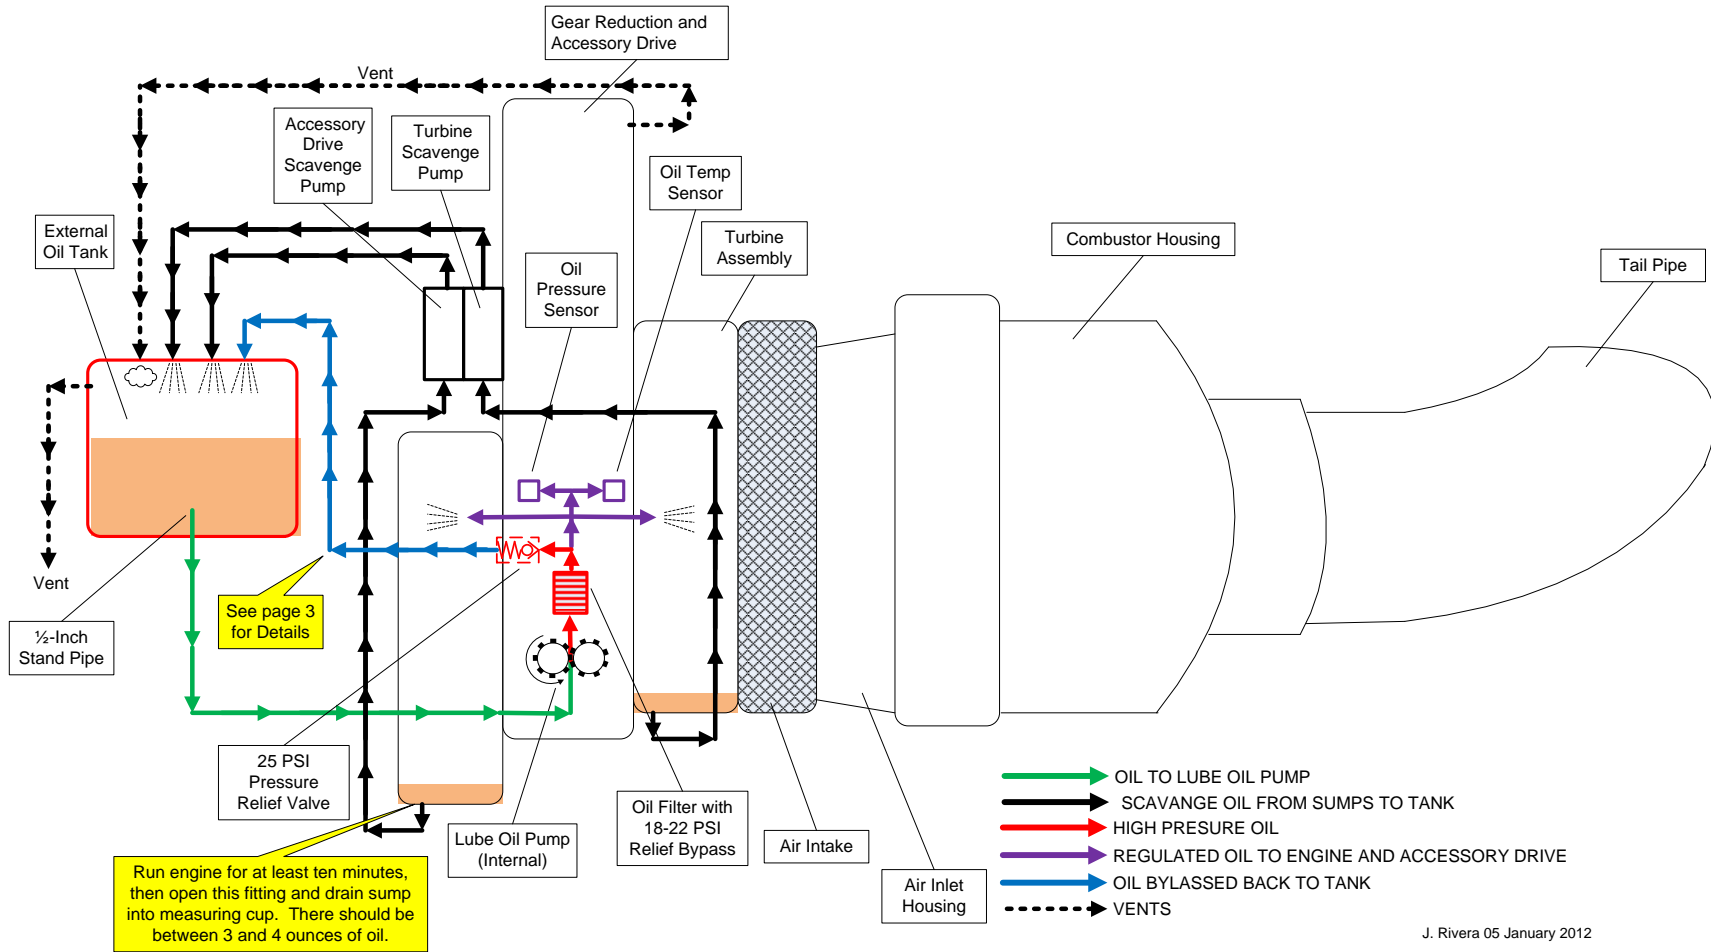 Gear Reduction and
Accessory Drive
Vent
Accessory
Drive
Scavenge
Pump
Turbine
Scavenge
Pump
Oil Temp
Sensor
External
Oil Tank
Oil
Pressure
Sensor
Turbine
Assembly
Combustor Housing
Tail Pipe
Vent
See page 3
for Details
½-Inch
Stand Pipe
25 PSI
Pressure
Relief Valve
Lube Oil Pump
(Internal)
Oil Filter with
18-22 PSI
Relief Bypass
Air Intake
Air Inlet
Housing
Run engine for at least ten minutes,
then open this fitting and drain sump
into measuring cup. There should be
between 3 and 4 ounces of oil.
OIL TO LUBE OIL PUMP
SCAVANGE OIL FROM SUMPS TO TANK
HIGH PRESURE OIL
REGULATED OIL TO ENGINE AND ACCESSORY DRIVE
OIL BYLASSED BACK TO TANK
VENTS
J. Rivera 05 January 2012